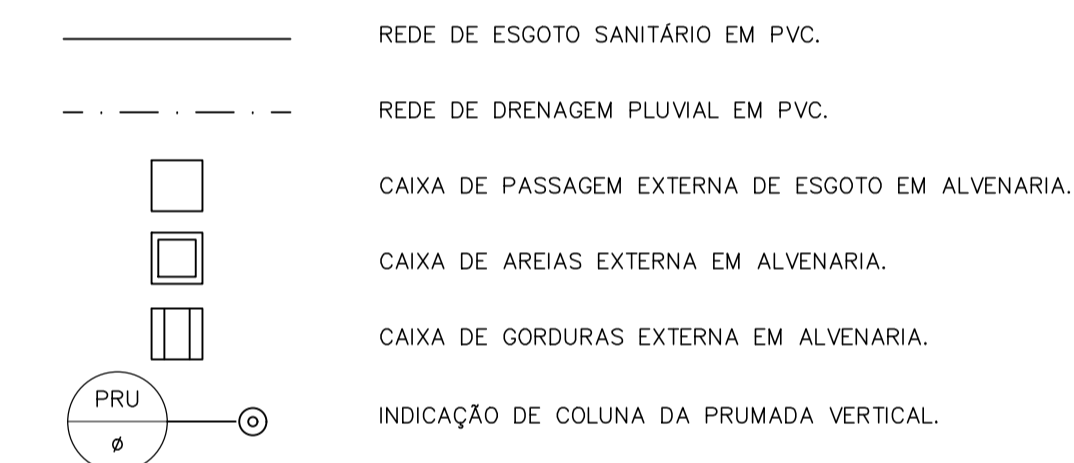 REDE DE ESGOTO SANITÁRIO EM PVC.
REDE DE DRENAGEM PLUVIAL EM PVC.
CAIXA DE PASSAGEM EXTERNA DE ESGOTO EM ALVENARIA.
CAIXA DE AREIAS EXTERNA EM ALVENARIA.
CAIXA DE GORDURAS EXTERNA EM ALVENARIA.
PRU
Ø
INDICAÇÃO DE COLUNA DA PRUMADA VERTICAL.